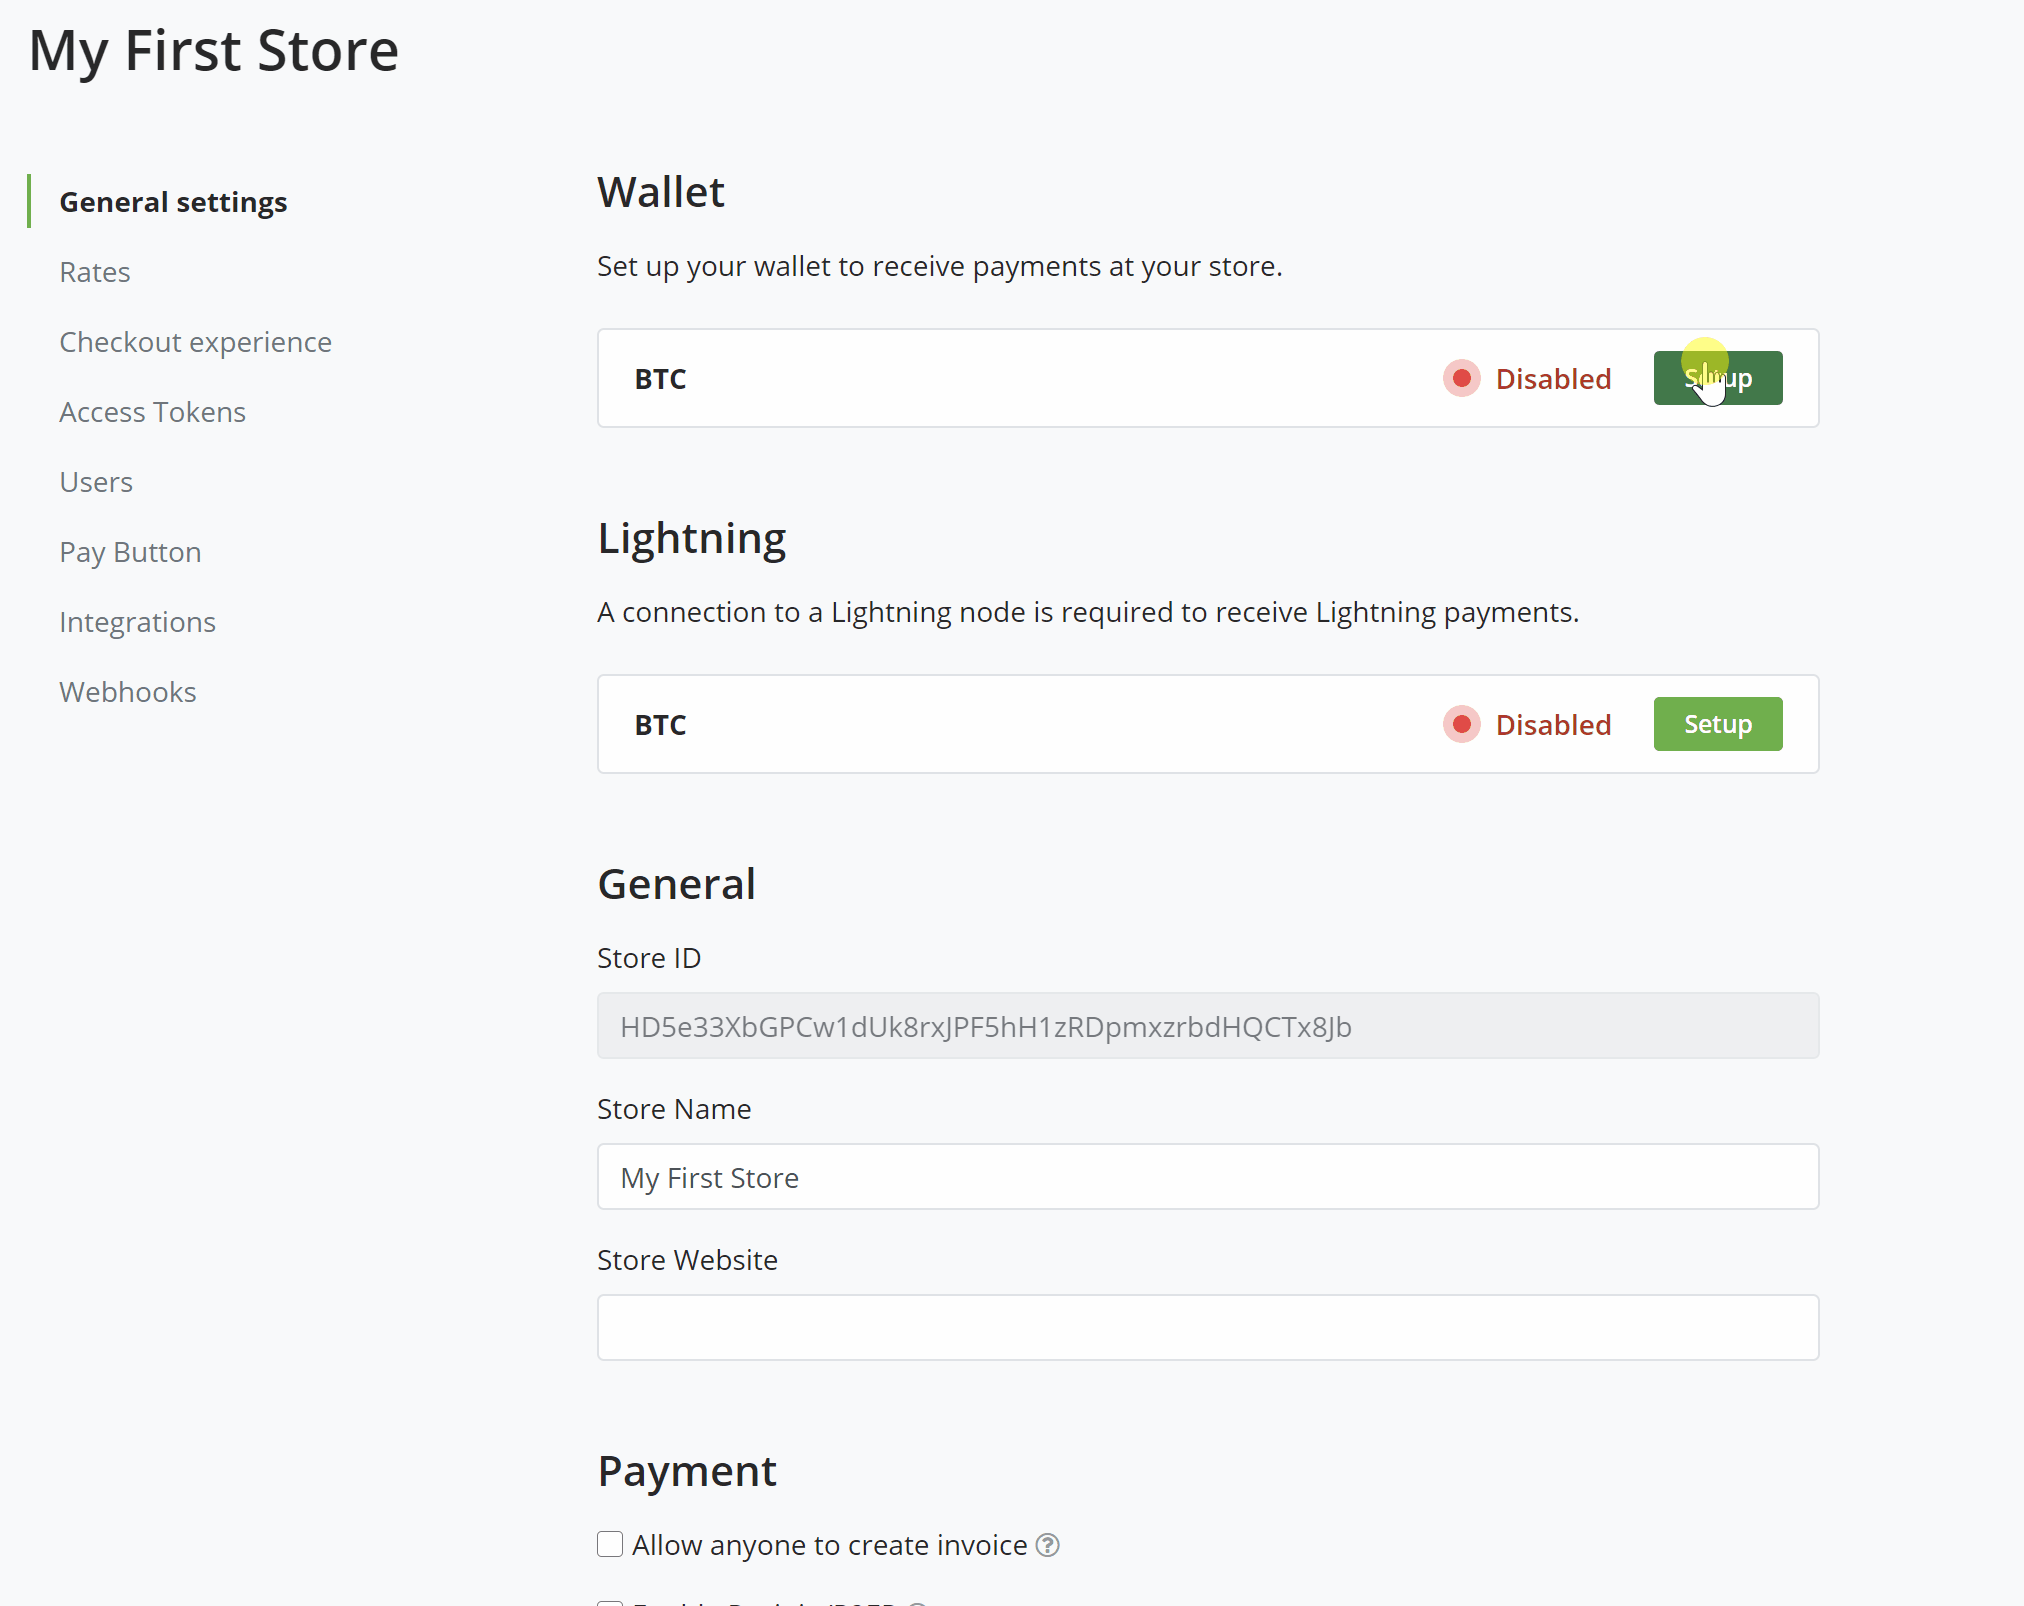 My First Store
General settings
Rates
Checkout experience
Access Tokens
Users
Pay Button
Integrations
Webhooks
Wallet
Set up your wallet to receive payments at your store.
BTC Disabled
Lightning
A connection to a Lightning node is required to receive Lightning payments.
BTC Disabled Setup
General
Store ID
HD5e33XbGPCw1dUk8rxJPF5hH1zRDpmxzrbdHQCTx8Jb
Store Name
My First Store
Store Website
Payment
Allow anyone to create invoice